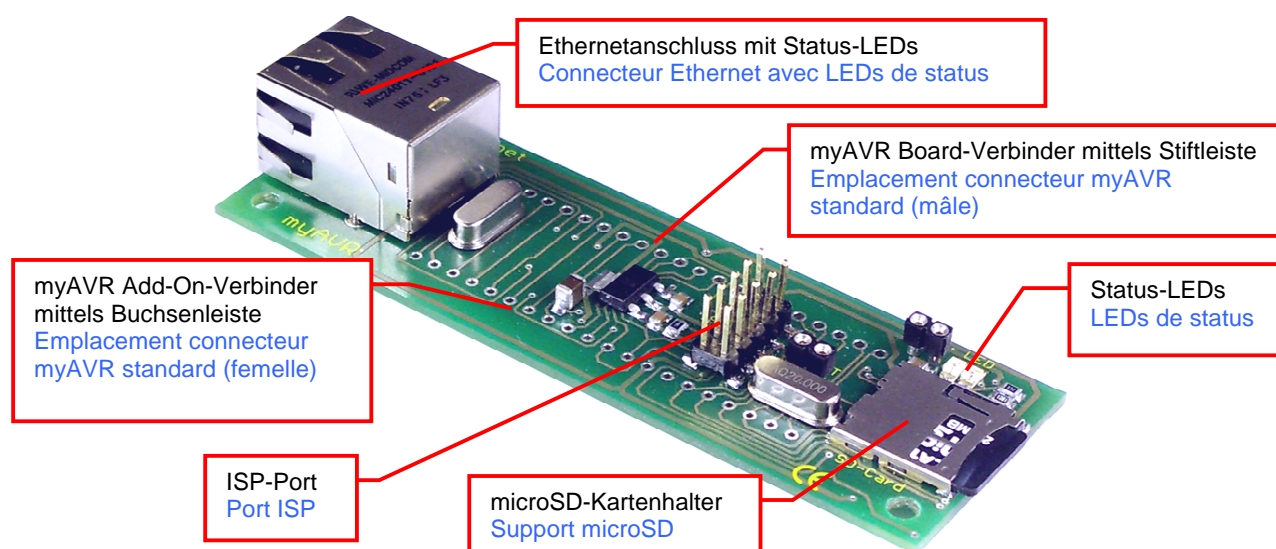 Ethernetanschluss mit Status-LEDs
Connecteur Ethernet avec LEDs de status
myAVR Board-Verbinder mittels Stiftleiste
Emplacement connecteur myAVR
standard (mâle)
myAVR Add-On-Verbinder
mittels Buchsenleiste
Emplacement connecteur
myAVR standard (femelle)
Status-LEDs
LEDs de status
ISP-Port
Port ISP
microSD-Kartenhalter
Support microSD
myAVR
LED
SD-Card
CE